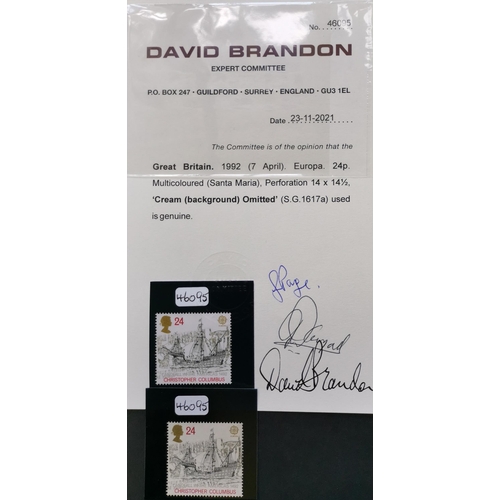 No. 46095
DAVID BRANDON
EXPERT COMMITTEE
P.O. BOX 247 · GUILDFORD · SURREY · ENGLAND · GU3 1EL
Date 23-11-2021
The Committee is of the opinion that the
Great Britain. 1992 (7 April). Europa. 24p.
Multicoloured (Santa Maria), Perforation 14 x 14½,
‘Cream (background) Omitted’ (S.G.1617a) used
is genuine.
David Brandon
46095
24
CHRISTOPHER COLUMBUS
46095
24
CHRISTOPHER COLUMBUS